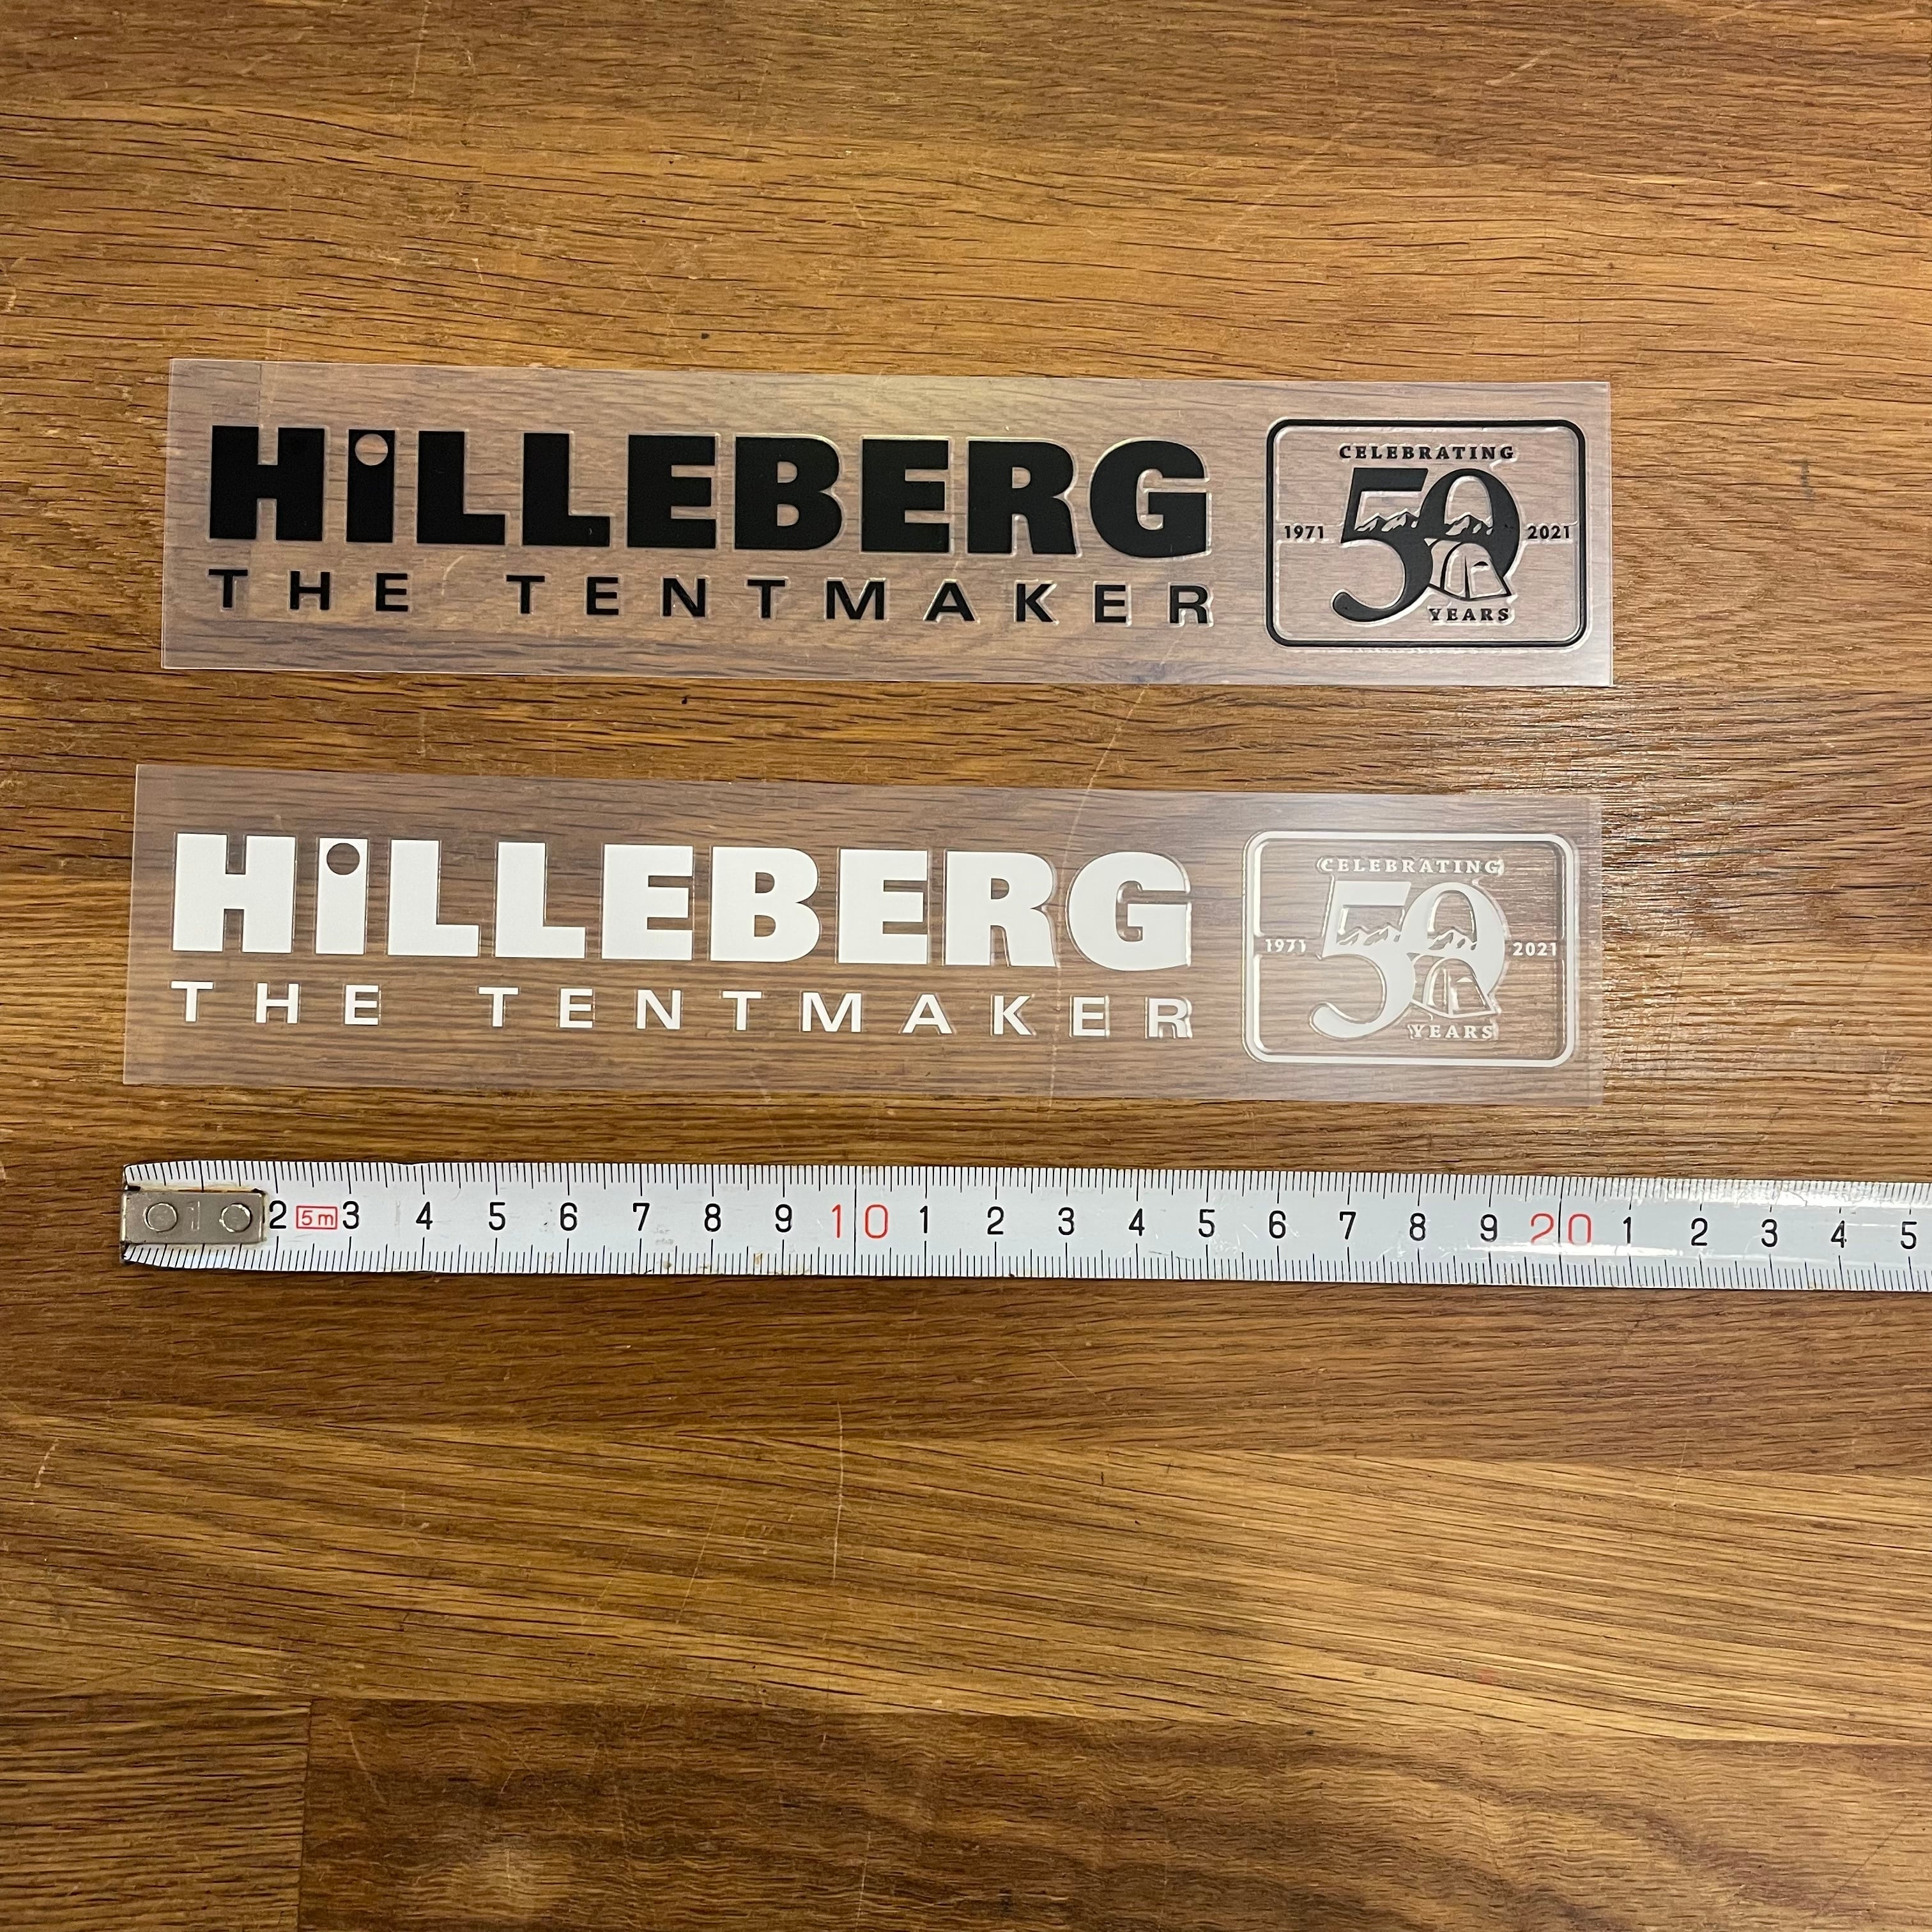 HiLLEBERG
THE TENTMAKER
CELEBRATING
1971 50 2021
YEARS
HiLLEBERG
THE TENTMAKER
CELEBRATING
1971 50 2021
YEARS
1 2 5m 3 4 5 6 7 8 9 10 1 2 3 4 5 6 7 8 9 20 1 2 3 4 5